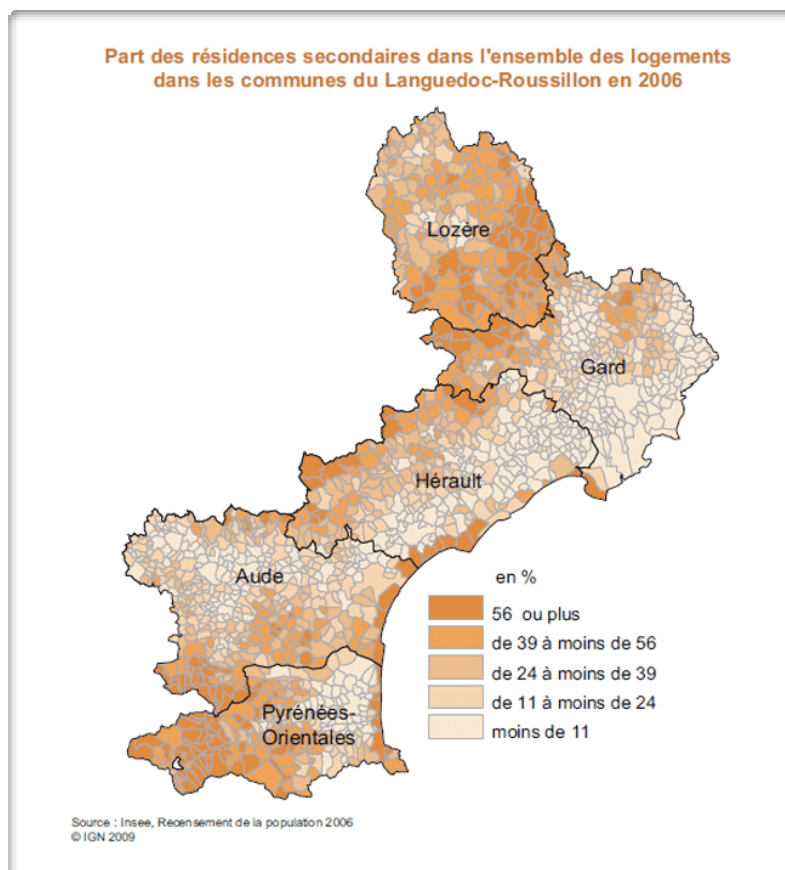 Part des résidences secondaires dans l'ensemble des logements
dans les communes du Languedoc-Roussillon en 2006
Lozère
Gard
Hérault
Aude
en %
56 ou plus
de 39 à moins de 56
de 24 à moins de 39
de 11 à moins de 24
moins de 11
Pyrénées-
Orientales
Source : Insee, Recensement de la population 2006
© IGN 2009